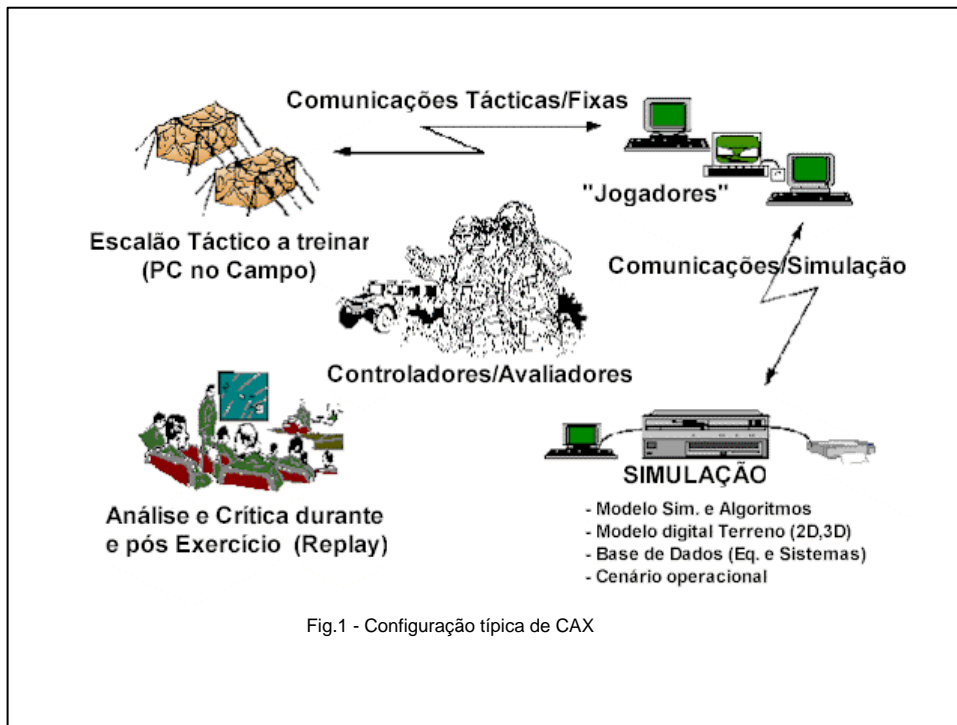 Comunicações Tácticas/Fixas
"Jogadores"
Escalão Táctico a treinar
(PC no Campo)
Comunicações/Simulação
Controladores/Avaliadores
SIMULAÇÃO
Análise e Crítica durante
e pós Exercício (Replay)
- Modelo Sim. e Algoritmos
- Modelo digital Terreno (2D,3D)
- Base de Dados (Eq. e Sistemas)
- Cenário operacional
Fig.1 - Configuração típica de CAX